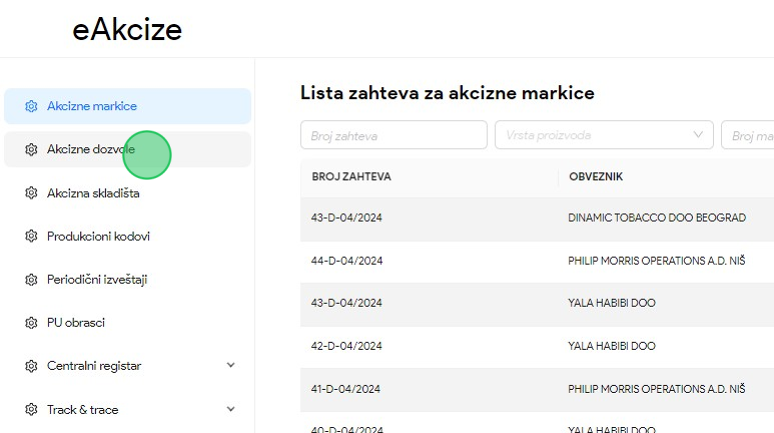 eAkcize
Akcizne markice
Akcizne dozvole
Akcizna skladišta
Produkcioni kodovi
Periodični izveštaji
PU obrasci
Centralni registar
Track & trace
Lista zahteva za akcizne markice
Broj zahteva
Vrsta proizvoda
Broj ma
BROJ ZAHTEVA OBVEZNIK
43-D-04/2024 DINAMIC TOBACCO DOO BEOGRAD
44-D-04/2024 PHILIP MORRIS OPERATIONS A.D. NIŠ
43-D-04/2024 YALA HABIBI DOO
42-D-04/2024 YALA HABIBI DOO
41-D-04/2024 PHILIP MORRIS OPERATIONS A.D. NIŠ
40-D-04/2024 YALA HABIBI DOO